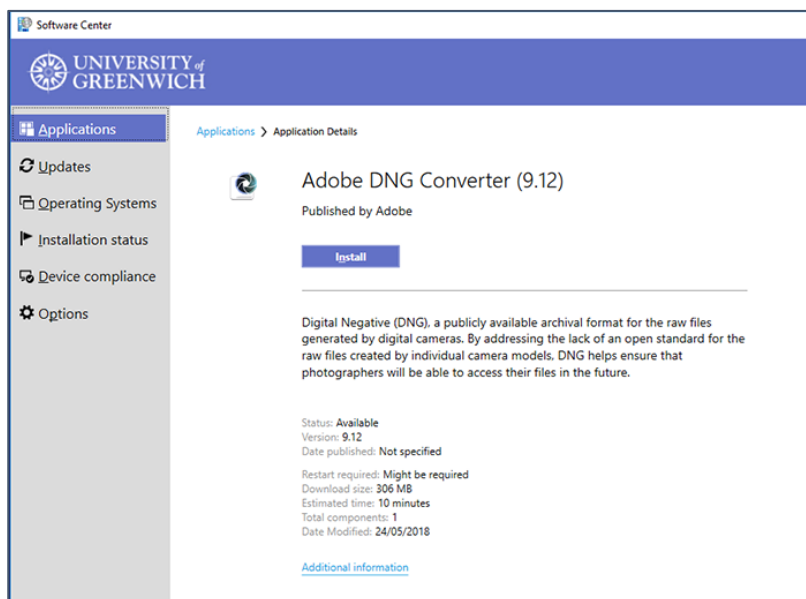 Software Center
UNIVERSITY of
GREENWICH
Applications
Updates
Operating Systems
Installation status
Device compliance
Options
Applications > Application Details
Adobe DNG Converter (9.12)
Published by Adobe
Install
Digital Negative (DNG), a publicly available archival format for the raw files
generated by digital cameras. By addressing the lack of an open standard for the
raw files created by individual camera models, DNG helps ensure that
photographers will be able to access their files in the future.
Status: Available
Version: 9.12
Date published: Not specified
Restart required: Might be required
Download size: 306 MB
Estimated time: 10 minutes
Total components: 1
Date Modified: 24/05/2018
Additional information